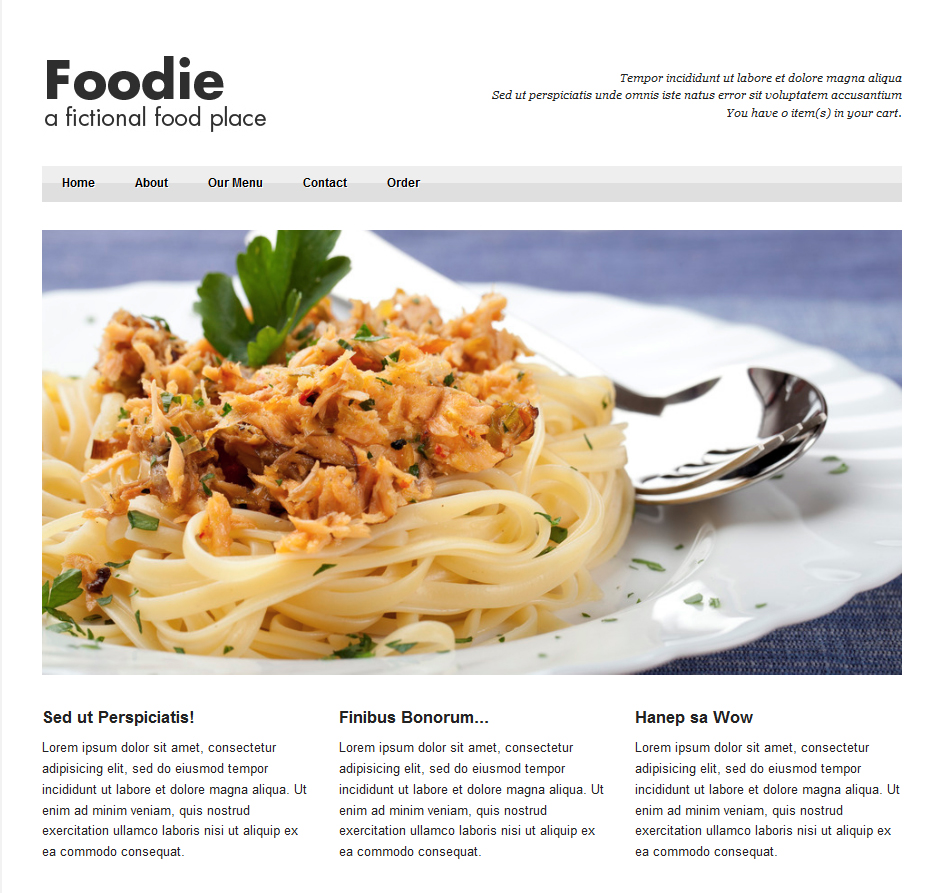 Foodie
a fictional food place
Tempor incididunt ut labore et dolore magna aliqua
Sed ut perspiciatis unde omnis iste natus error sit voluptatem accusantium
You have 0 item(s) in your cart.
Home About Our Menu Contact Order
Sed ut Perspiciatis!
Lorem ipsum dolor sit amet, consectetur
adipisicing elit, sed do eiusmod tempor
incididunt ut labore et dolore magna aliqua. Ut
enim ad minim veniam, quis nostrud
exercitation ullamco laboris nisi ut aliquip ex
ea commodo consequat.
Finibus Bonorum...
Lorem ipsum dolor sit amet, consectetur
adipisicing elit, sed do eiusmod tempor
incididunt ut labore et dolore magna aliqua. Ut
enim ad minim veniam, quis nostrud
exercitation ullamco laboris nisi ut aliquip ex
ea commodo consequat.
Hanep sa Wow
Lorem ipsum dolor sit amet, consectetur
adipisicing elit, sed do eiusmod tempor
incididunt ut labore et dolore magna aliqua. Ut
enim ad minim veniam, quis nostrud
exercitation ullamco laboris nisi ut aliquip ex
ea commodo consequat.